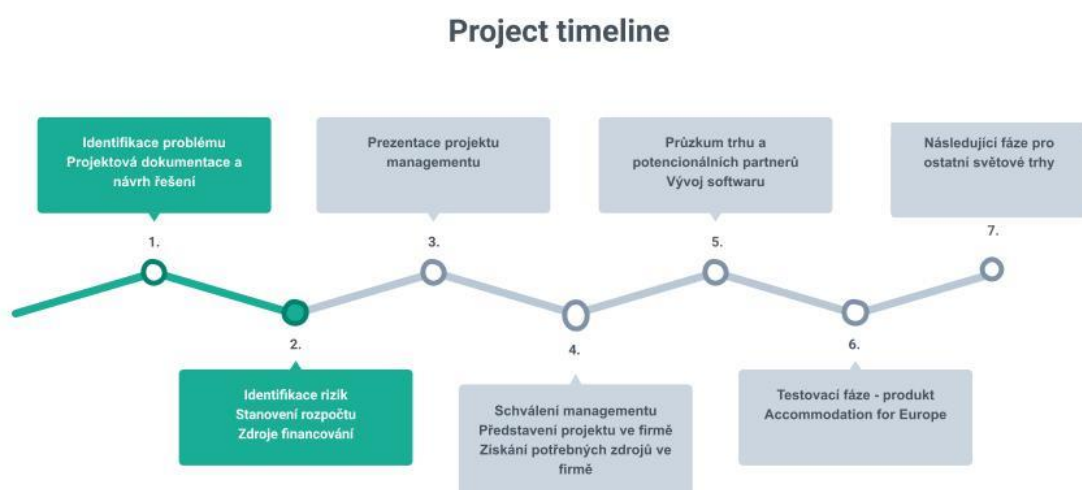 Project timeline
Identifikace problému
Projektová dokumentace a
návrh řešení
1.
Identifikace rizik
Stanovení rozpočtu
Zdroje financování
2.
Prezentace projektu
managementu
3.
Schválení managementu
Představení projektu ve firmě
Získání potřebných zdrojů ve
firmě
4.
Průzkum trhu a
potencionálních partnerů
Vývoj softwaru
5.
Testovací fáze - produkt
Accommodation for Europe
6.
Následující fáze pro
ostatní světové trhy
7.